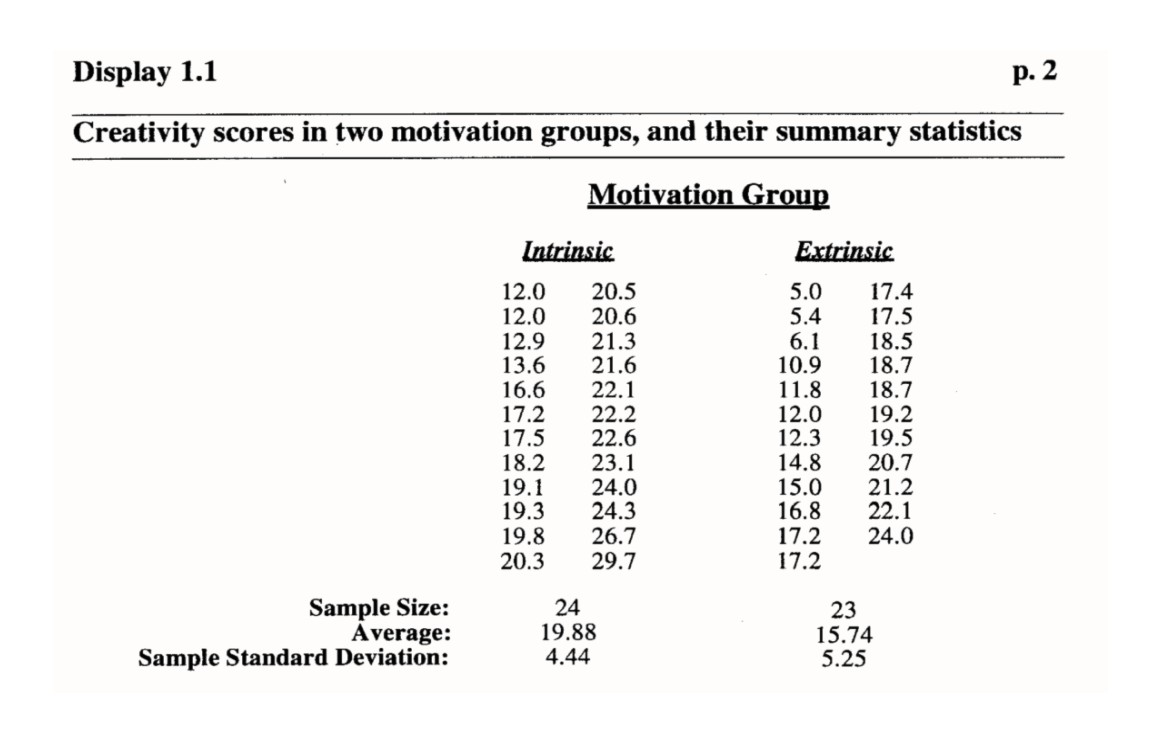 Display 1.1 p. 2
Creativity scores in two motivation groups, and their summary statistics
Motivation Group
Intrinsic Extrinsic
12.0 20.5 5.0 17.4
12.0 20.6 5.4 17.5
12.9 21.3 6.1 18.5
13.6 21.6 10.9 18.7
16.6 22.1 11.8 18.7
17.2 22.2 12.0 19.2
17.5 22.6 12.3 19.5
18.2 23.1 14.8 20.7
19.1 24.0 15.0 21.2
19.3 24.3 16.8 22.1
19.8 26.7 17.2 24.0
20.3 29.7 17.2
Sample Size: 24 23
Average: 19.88 15.74
Sample Standard Deviation: 4.44 5.25